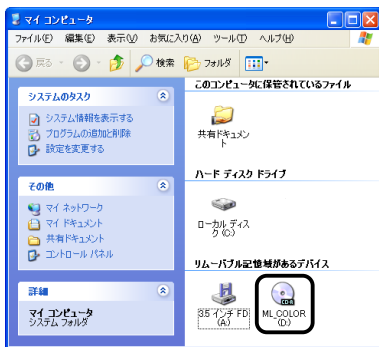 マイ コンピュータ
ファイル(F) 編集(E) 表示(V) お気に入り(A) ツール(T) ヘルプ(H)
戻る 検索 フォルダ
システムのタスク
システム情報を表示する
プログラムの追加と削除
設定を変更する
その他
マイ ネットワーク
マイ ドキュメント
共有ドキュメント
コントロール パネル
詳細
マイ コンピュータ
システム フォルダ
このコンピュータに保管されているファイル
共有ドキュメン
ト
ハード ディスク ドライブ
ローカル ディス
ク (C:)
リムーバブル記憶域があるデバイス
3.5 インチ FD
(A:)
CD-R
ML_COLOR
(D:)